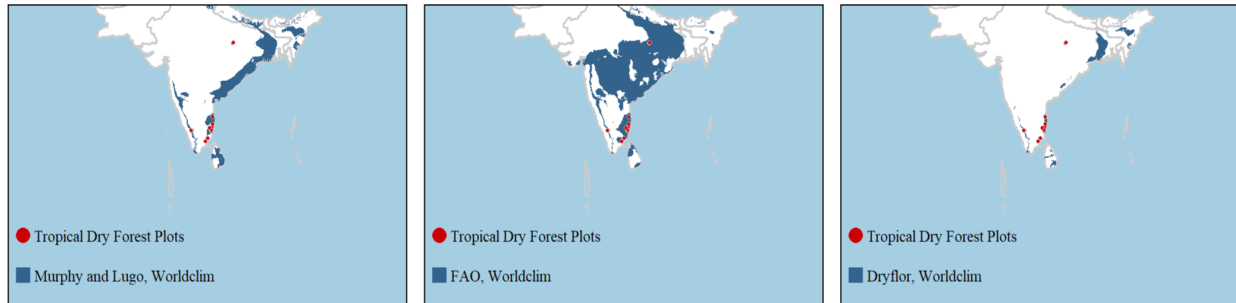 Tropical Dry Forest Plots
Murphy and Lugo, Worldclim
Tropical Dry Forest Plots
FAO, Worldclim
Tropical Dry Forest Plots
Dryflor, Worldclim